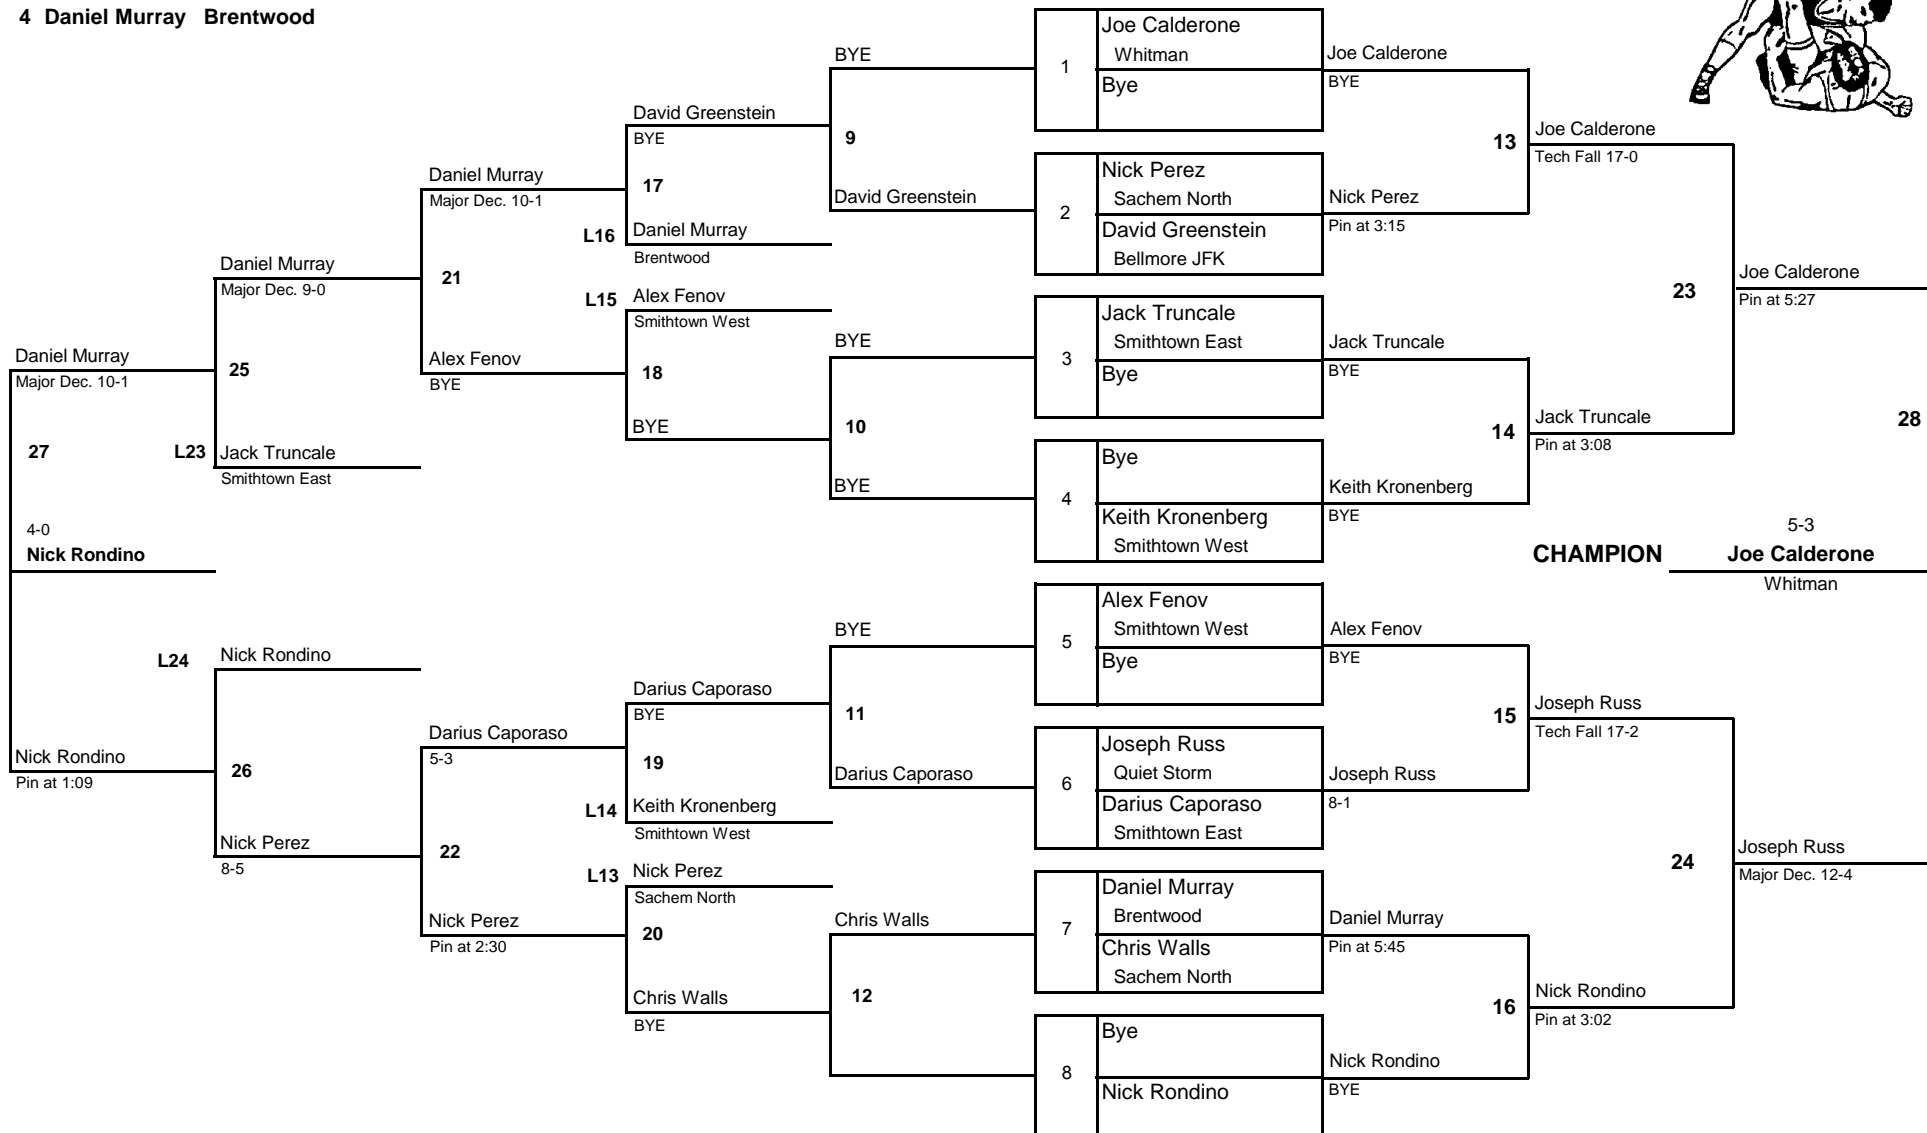 4 Daniel Murray Brentwood
Daniel Murray
Major Dec. 10-1
27
4-0
Nick Rondino
Nick Rondino
Pin at 1:09
Daniel Murray
Major Dec. 9-0
25
L23 Jack Truncale
Smithtown East
L24 Nick Rondino
26
Nick Perez
8-5
Daniel Murray
Major Dec. 10-1
21
Alex Fenov
BYE
Darius Caporaso
5-3
22
Nick Perez
Pin at 2:30
David Greenstein
BYE
17
L16 Daniel Murray
Brentwood
L15 Alex Fenov
Smithtown West
18
BYE
Darius Caporaso
BYE
19
L14 Keith Kronenberg
Smithtown West
L13 Nick Perez
Sachem North
20
Chris Walls
BYE
BYE
9
David Greenstein
BYE
10
BYE
BYE
11
Darius Caporaso
Chris Walls
12
1
Joe Calderone
Whitman
Bye
2
Nick Perez
Sachem North
David Greenstein
Bellmore JFK
3
Jack Truncale
Smithtown East
Bye
4
Bye
Keith Kronenberg
Smithtown West
5
Alex Fenov
Smithtown West
Bye
6
Joseph Russ
Quiet Storm
Darius Caporaso
Smithtown East
7
Daniel Murray
Brentwood
Chris Walls
Sachem North
8
Bye
Nick Rondino
Joe Calderone
BYE
13
Nick Perez
Pin at 3:15
Jack Truncale
BYE
14
Keith Kronenberg
BYE
Alex Fenov
BYE
15
Joseph Russ
8-1
Daniel Murray
Pin at 5:45
16
Nick Rondino
BYE
Joe Calderone
Tech Fall 17-0
23
Jack Truncale
Pin at 3:08
Joseph Russ
Tech Fall 17-2
24
Nick Rondino
Pin at 3:02
Joe Calderone
Pin at 5:27
28
5-3
CHAMPION Joe Calderone
Whitman
Joseph Russ
Major Dec. 12-4